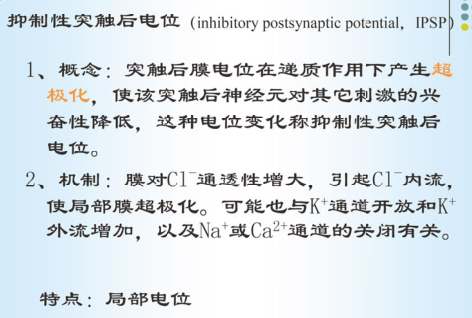 抑制性突触后电位（inhibitory postsynaptic potential，IPSP）
1、概念：突触后膜电位在递质作用下产生超
极化，使该突触后神经元对其它刺激的兴
奋性降低，这种电位变化称抑制性突触后
电位。
2、机制：膜对Cl⁻通透性增大，引起Cl⁻内流，
使局部膜超极化。可能也与K⁺通道开放和K⁺
外流增加，以及Na⁺或Ca²⁺通道的关闭有关。
特点：局部电位